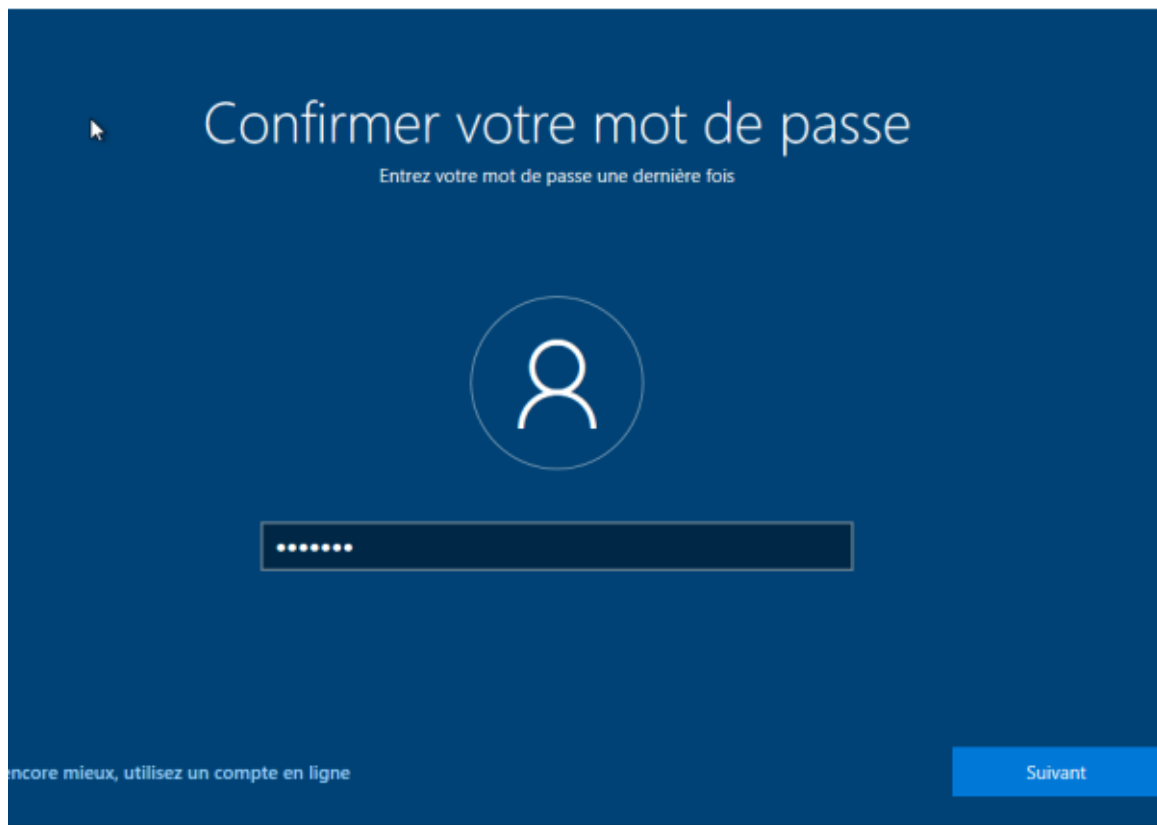 Confirmer votre mot de passe
Entrez votre mot de passe une dernière fois
•••••••
encore mieux, utilisez un compte en ligne
Suivant